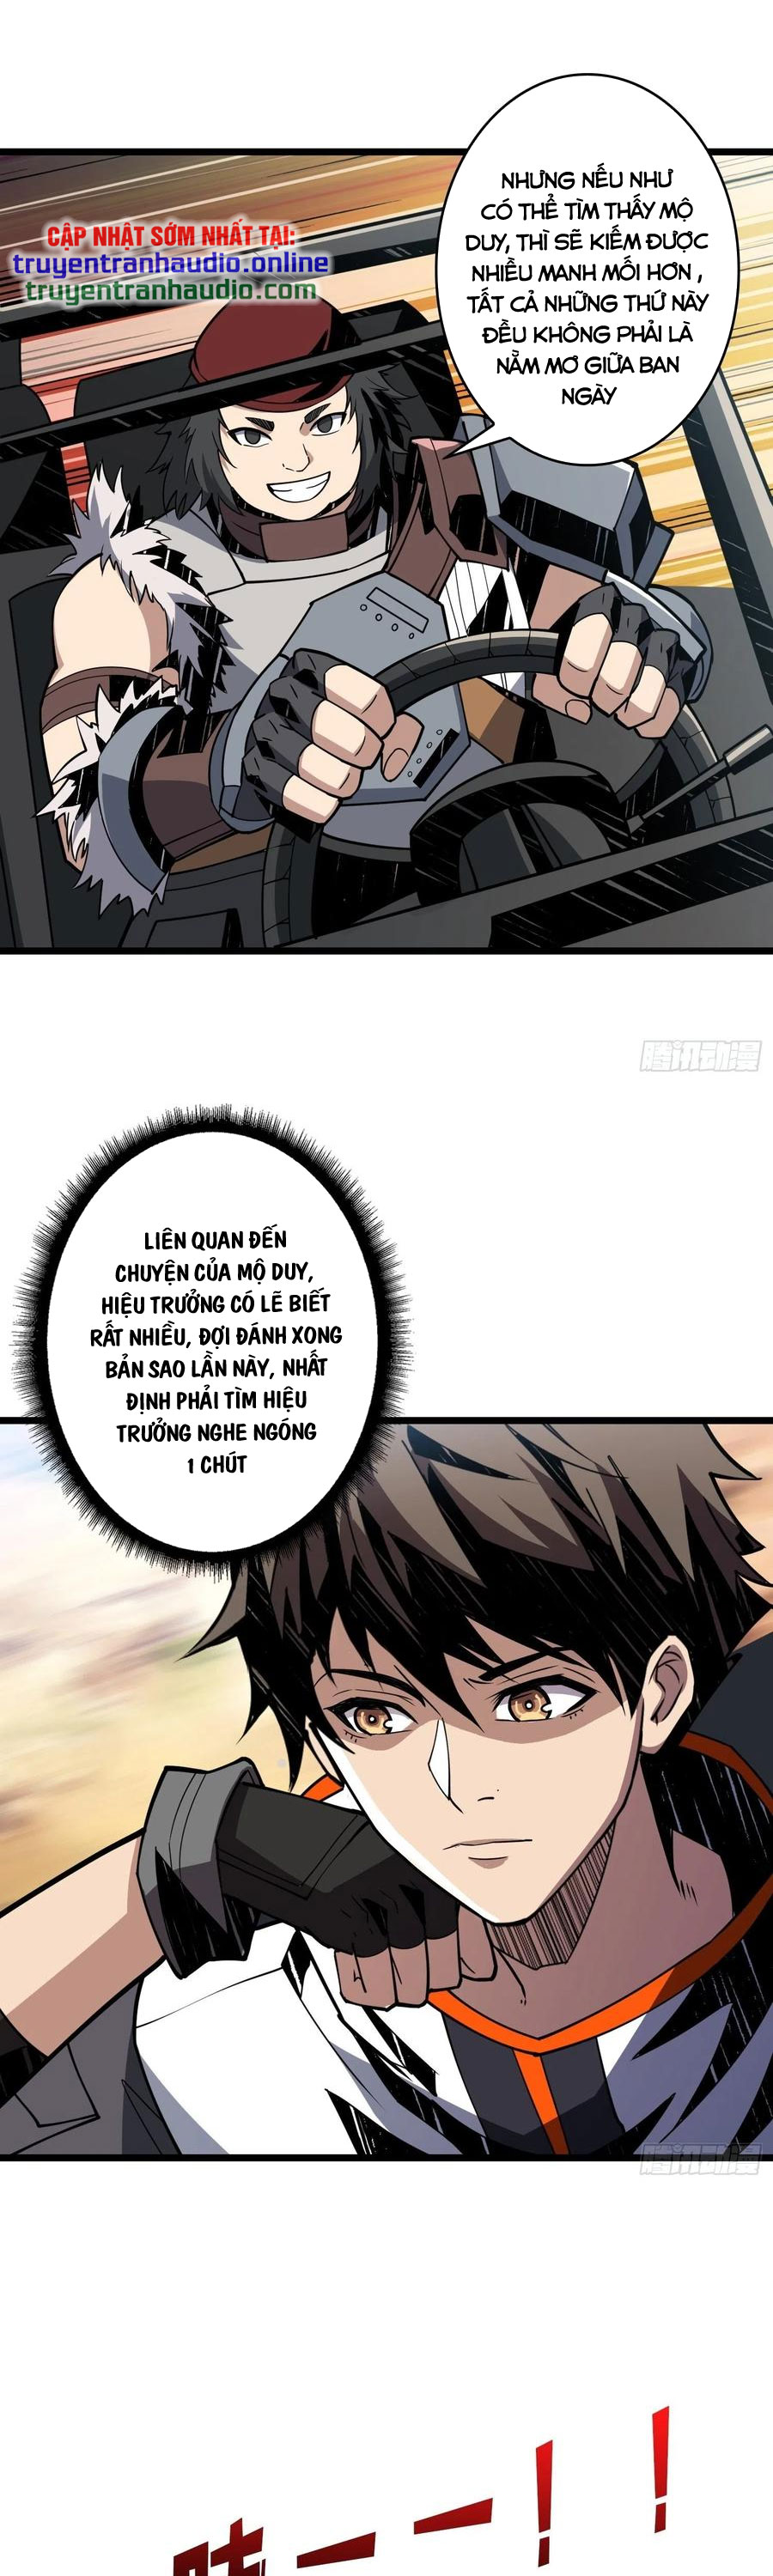 NHƯNG NẾU NHƯ
CÓ THỂ TÌM THẤY MỘ
DUY, THÌ SẼ KIẾM ĐƯỢC
NHIỀU MANH MỐI HƠN,
TẤT CẢ NHỮNG THỨ NÀY
ĐỀU KHÔNG PHẢI LÀ
NẰM MƠ GIỮA BAN
NGÀY
CẬP NHẬT SỚM NHẤT TẠI:
truyentranhaudio.online
truyentranhaudio.com
腾讯动漫
LIÊN QUAN ĐẾN
CHUYỆN CỦA MỘ DUY,
HIỆU TRƯỞNG CÓ LẼ BIẾT
RẤT NHIỀU, ĐỢI ĐÁNH XONG
BẢN SAO LẦN NÀY, NHẤT
ĐỊNH PHẢI TÌM HIỆU
TRƯỞNG NGHE NGÓNG
1 CHÚT
腾讯动漫
一一！！